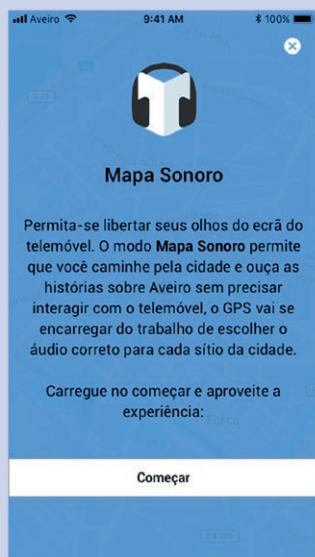 Aveiro 9:41 AM 100%
Mapa Sonoro
Permita-se libertar seus olhos do ecrã do
telemóvel. O modo Mapa Sonoro permite
que você caminhe pela cidade e ouça as
histórias sobre Aveiro sem precisar
interagir com o telemóvel, o GPS vai se
encarregar do trabalho de escolher o
áudio correto para cada sítio da cidade.
Carregue no começar e aproveite a
experiência:
Começar